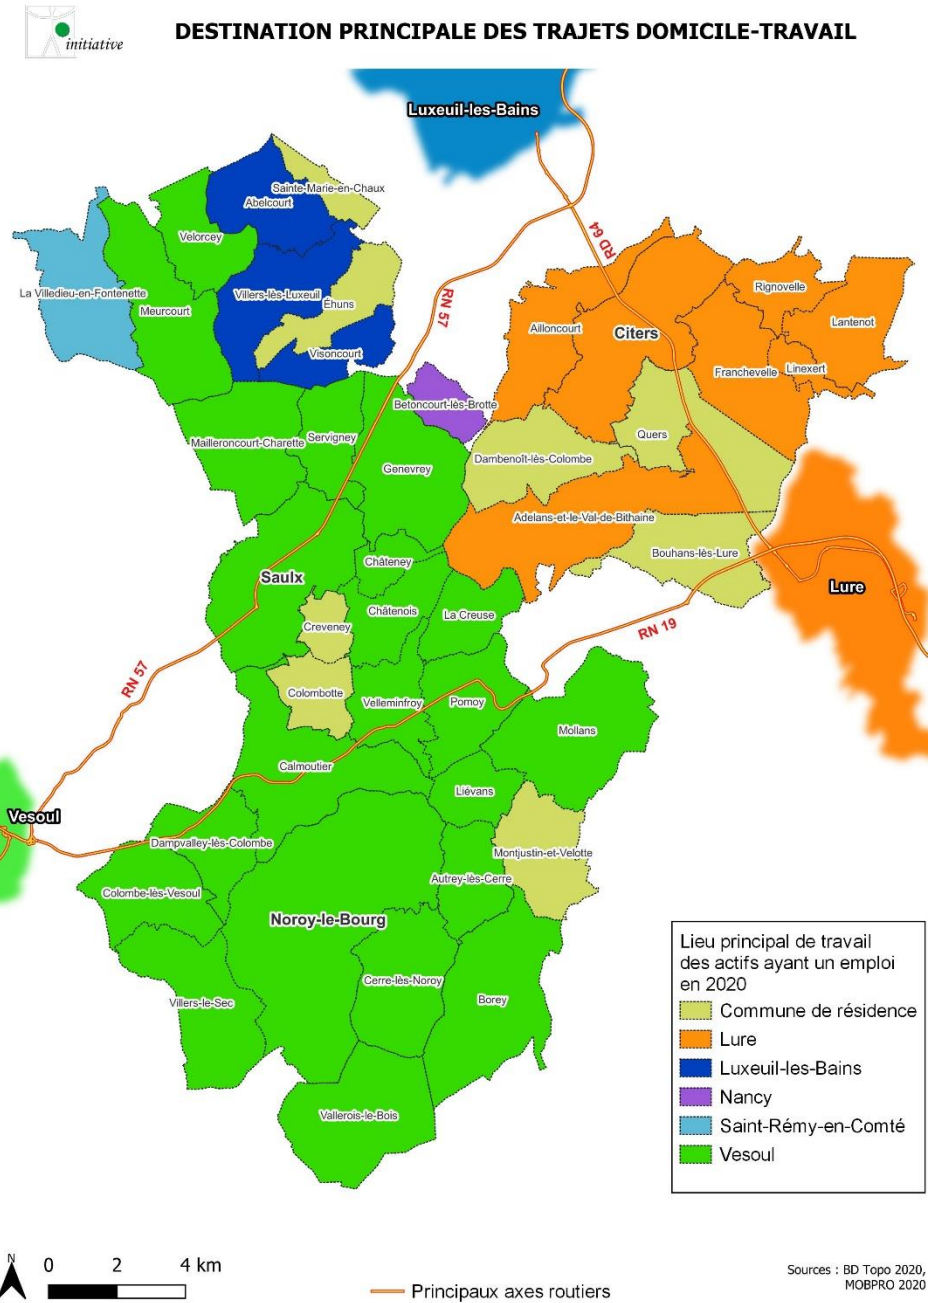 initiative
DESTINATION PRINCIPALE DES TRAJETS DOMICILE-TRAVAIL
Luxeuil-les-Bains
Sainte-Marie-en-Chaux
Abelcourt
Velorcey
RD 64
La Villedieu-en-Fontenette
Villers-lès-Luxeuil
Éhuns
Meurcourt
RN 57
Rignovelle
Lantenot
Ailloncourt
Citers
Visoncourt
Franchevelle
Linexert
Betoncourt-lès-Brotte
Mailleroncourt-Charette
Servigney
Quers
Genevrey
Dambenoît-lès-Colombe
Adelans-et-le-Val-de-Bithaine
Bouhans-lès-Lure
Châteney
Saulx
Lure
Châtenois
La Creuse
Creveney
RN 19
RN 57
Colombotte
Velleminfroy
Pomoy
Mollans
Calmoutier
Liévans
Vesoul
Dampvalley-lès-Colombe
Montjustin-et-Velotte
Autrey-lès-Cerre
Colombe-lès-Vesoul
Noroy-le-Bourg
Cerre-lès-Noroy
Villers-le-Sec
Borey
Vallerois-le-Bois
Lieu principal de travail
des actifs ayant un emploi
en 2020
Commune de résidence
Lure
Luxeuil-les-Bains
Nancy
Saint-Rémy-en-Comté
Vesoul
N
0 2 4 km
Principaux axes routiers
Sources : BD Topo 2020,
MOBPRO 2020